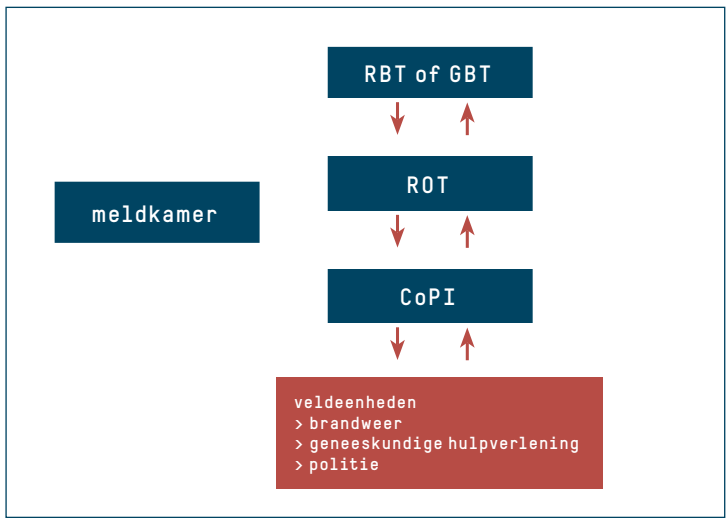 RBT of GBT
ROT
meldkamer
CoPI
veldeenheden
> brandweer
> geneeskundige hulpverlening
> politie